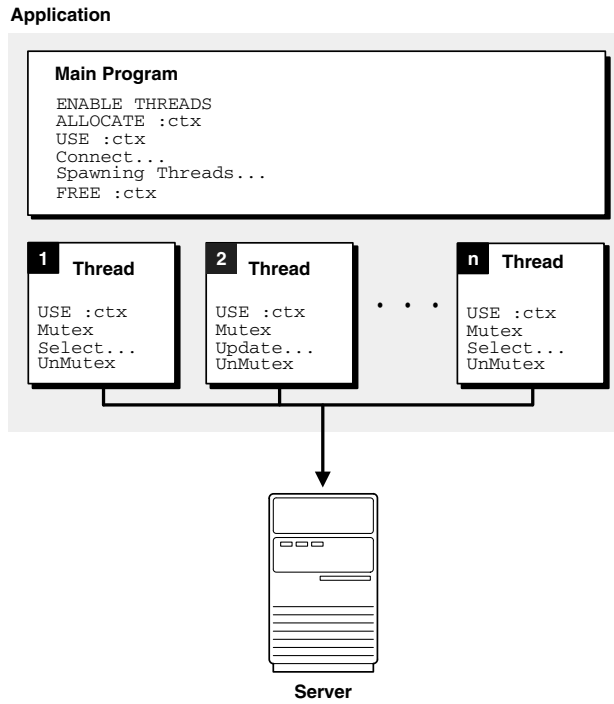 Application
Main Program
ENABLE THREADS
ALLOCATE :ctx
USE :ctx
Connect...
Spawning Threads...
FREE :ctx
1 Thread
USE :ctx
Mutex
Select...
UnMutex
2 Thread
USE :ctx
Mutex
Update...
UnMutex
. . .
n Thread
USE :ctx
Mutex
Select...
UnMutex
Server